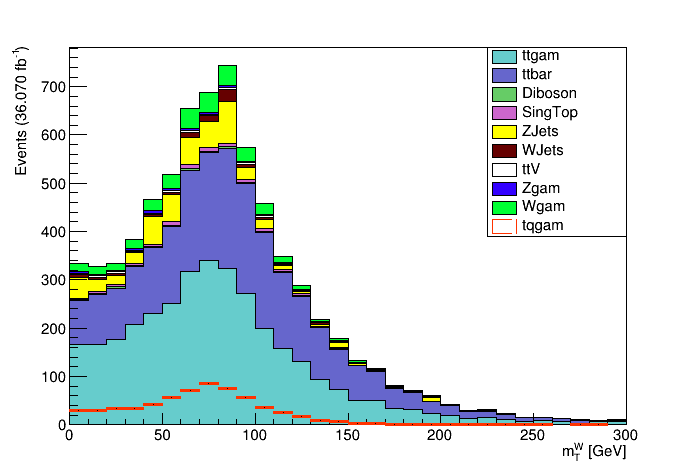 Events (36.070 fb⁻¹)
700
600
500
400
300
200
100
0
0 50 100 150 200 250 300
m_T^W [GeV]
ttgam
ttbar
Diboson
SingTop
ZJets
WJets
ttV
Zgam
Wgam
tqgam